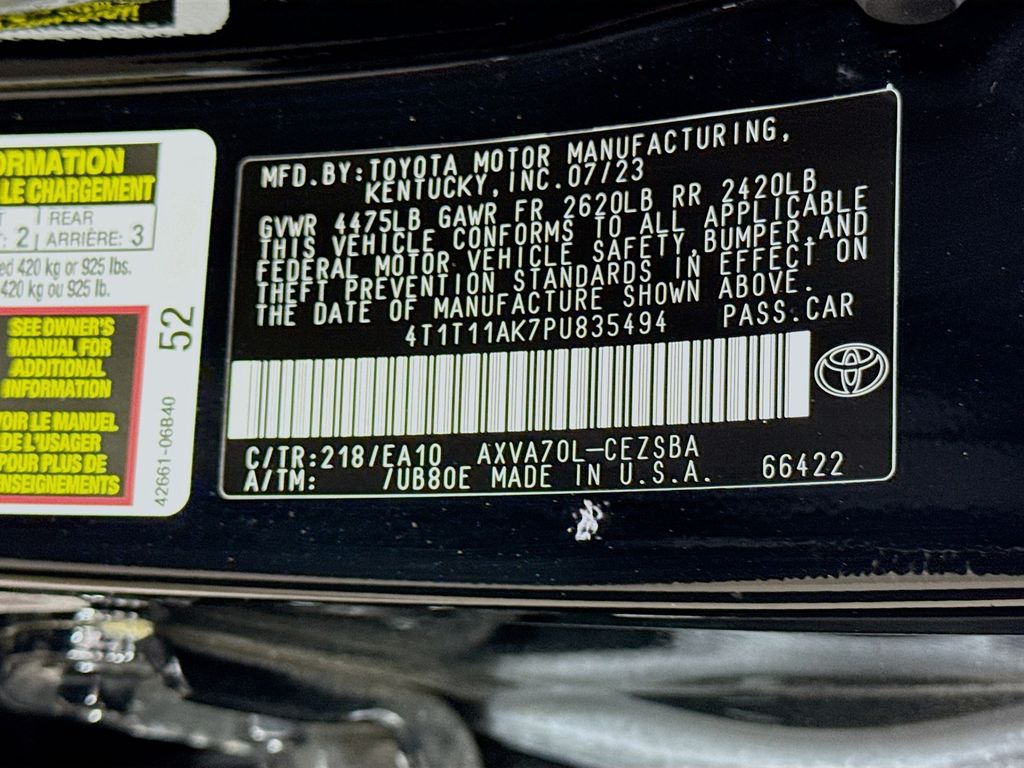 ORMATION
LE CHARGEMENT
REAR
: 2 ARRIÈRE: 3
ed 420 kg or 925 lbs.
420 kg ou 925 lb.
SEE OWNER'S
MANUAL FOR
ADDITIONAL
INFORMATION
VOIR LE MANUEL
DE L'USAGER
POUR PLUS DE
ENSEIGNEMENTS
52
42661-06B40
MFD.BY:TOYOTA MOTOR MANUFACTURING,
KENTUCKY,INC.07/23
GVWR 4475LB GAWR FR 2620LB RR 2420LB
THIS VEHICLE CONFORMS TO ALL APPLICABLE
FEDERAL MOTOR VEHICLE SAFETY,BUMPER,AND
THEFT PREVENTION STANDARDS IN EFFECT ON
THE DATE OF MANUFACTURE SHOWN ABOVE.
4T1T11AK7PU835494 PASS.CAR
C/TR:218/EA10 AXVA70L-CEZSBA
A/TM: /UB80E MADE IN U.S.A. 66422